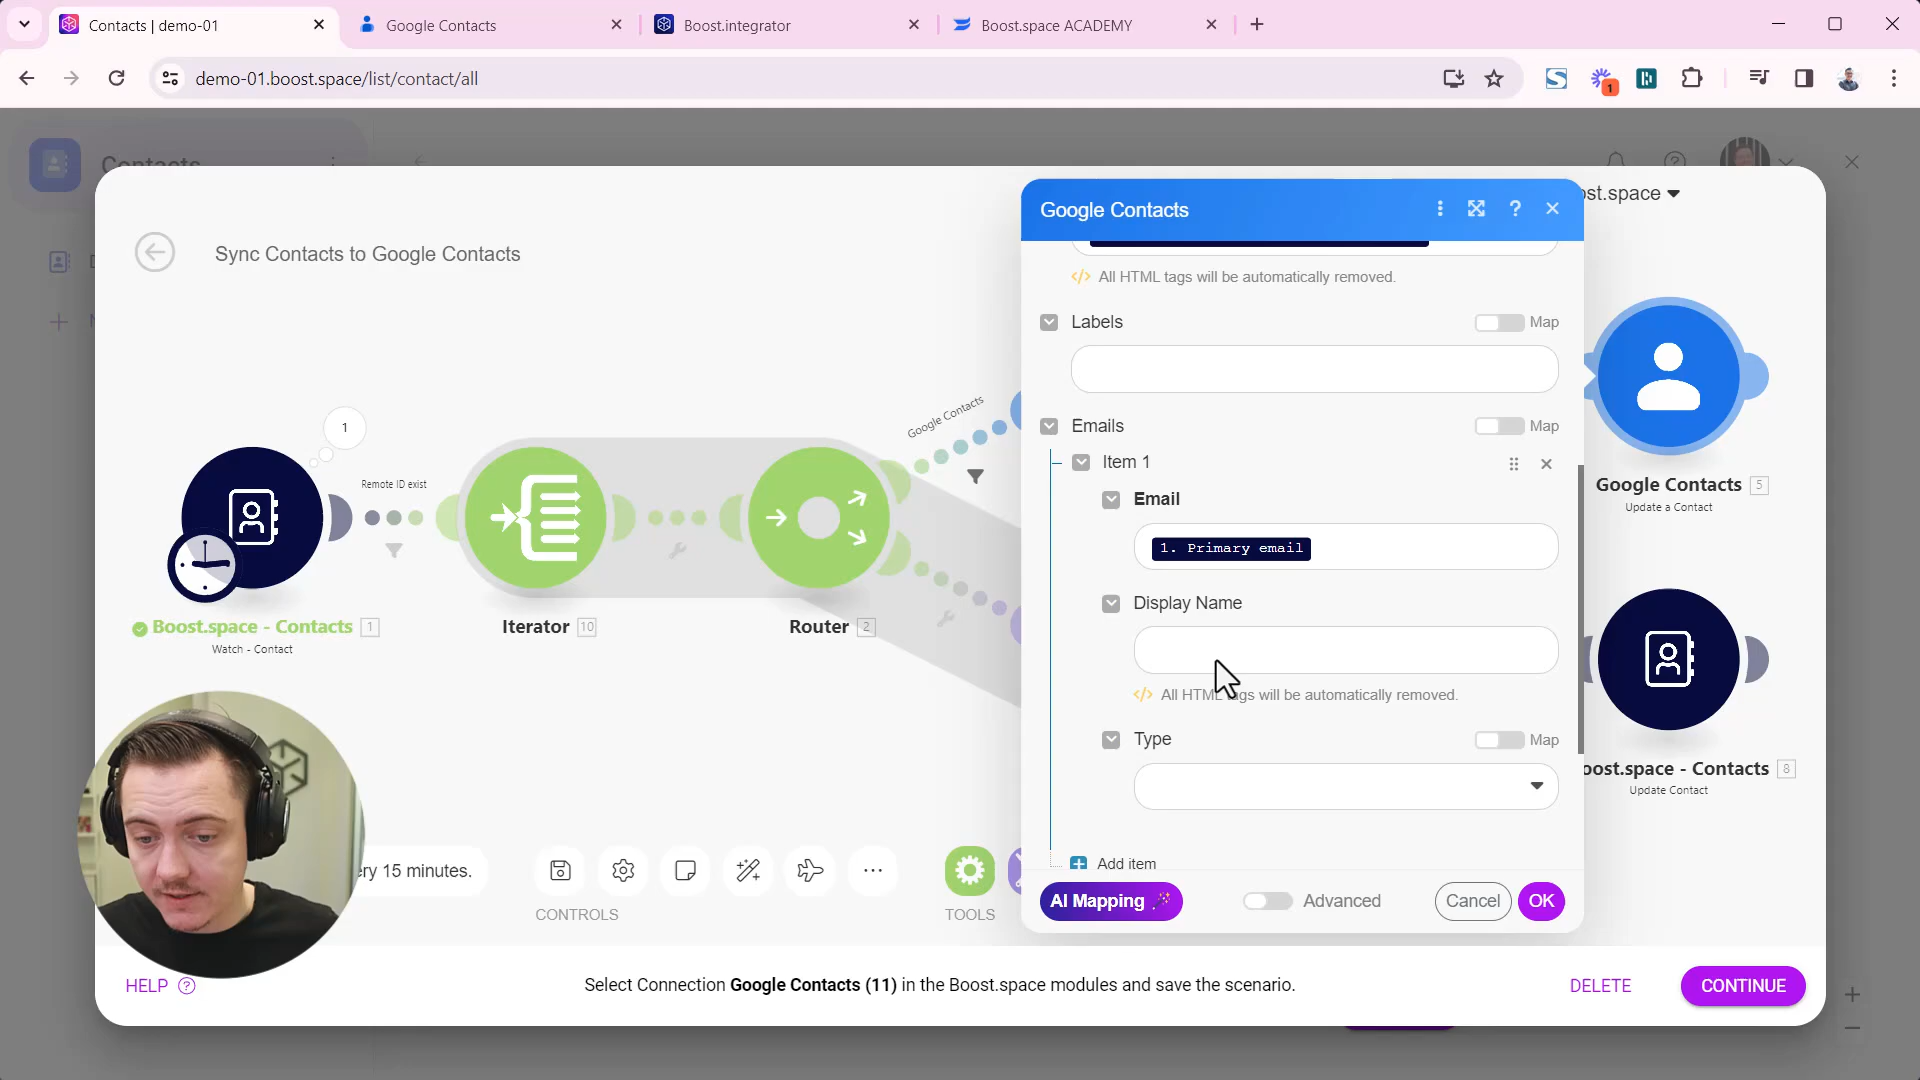 Contacts | demo-01
Google Contacts
Boost.integrator
Boost.space ACADEMY
demo-01.boost.space/list/contact/all
1
Contacts
Sync Contacts to Google Contacts
1
Remote ID exist
Boost.space - Contacts 1
Watch - Contact
Iterator 10
Router 2
Google Contacts
Google Contacts
All HTML tags will be automatically removed.
Labels
Map
Emails
Map
Item 1
Email
1. Primary email
Display Name
All HTML tags will be automatically removed.
Type
Map
Add item
AI Mapping
Advanced
Cancel
OK
Google Contacts 5
Update a Contact
oost.space - Contacts 8
Update Contact
ery 15 minutes.
CONTROLS
TOOLS
HELP ?
Select Connection Google Contacts (11) in the Boost.space modules and save the scenario.
DELETE
CONTINUE